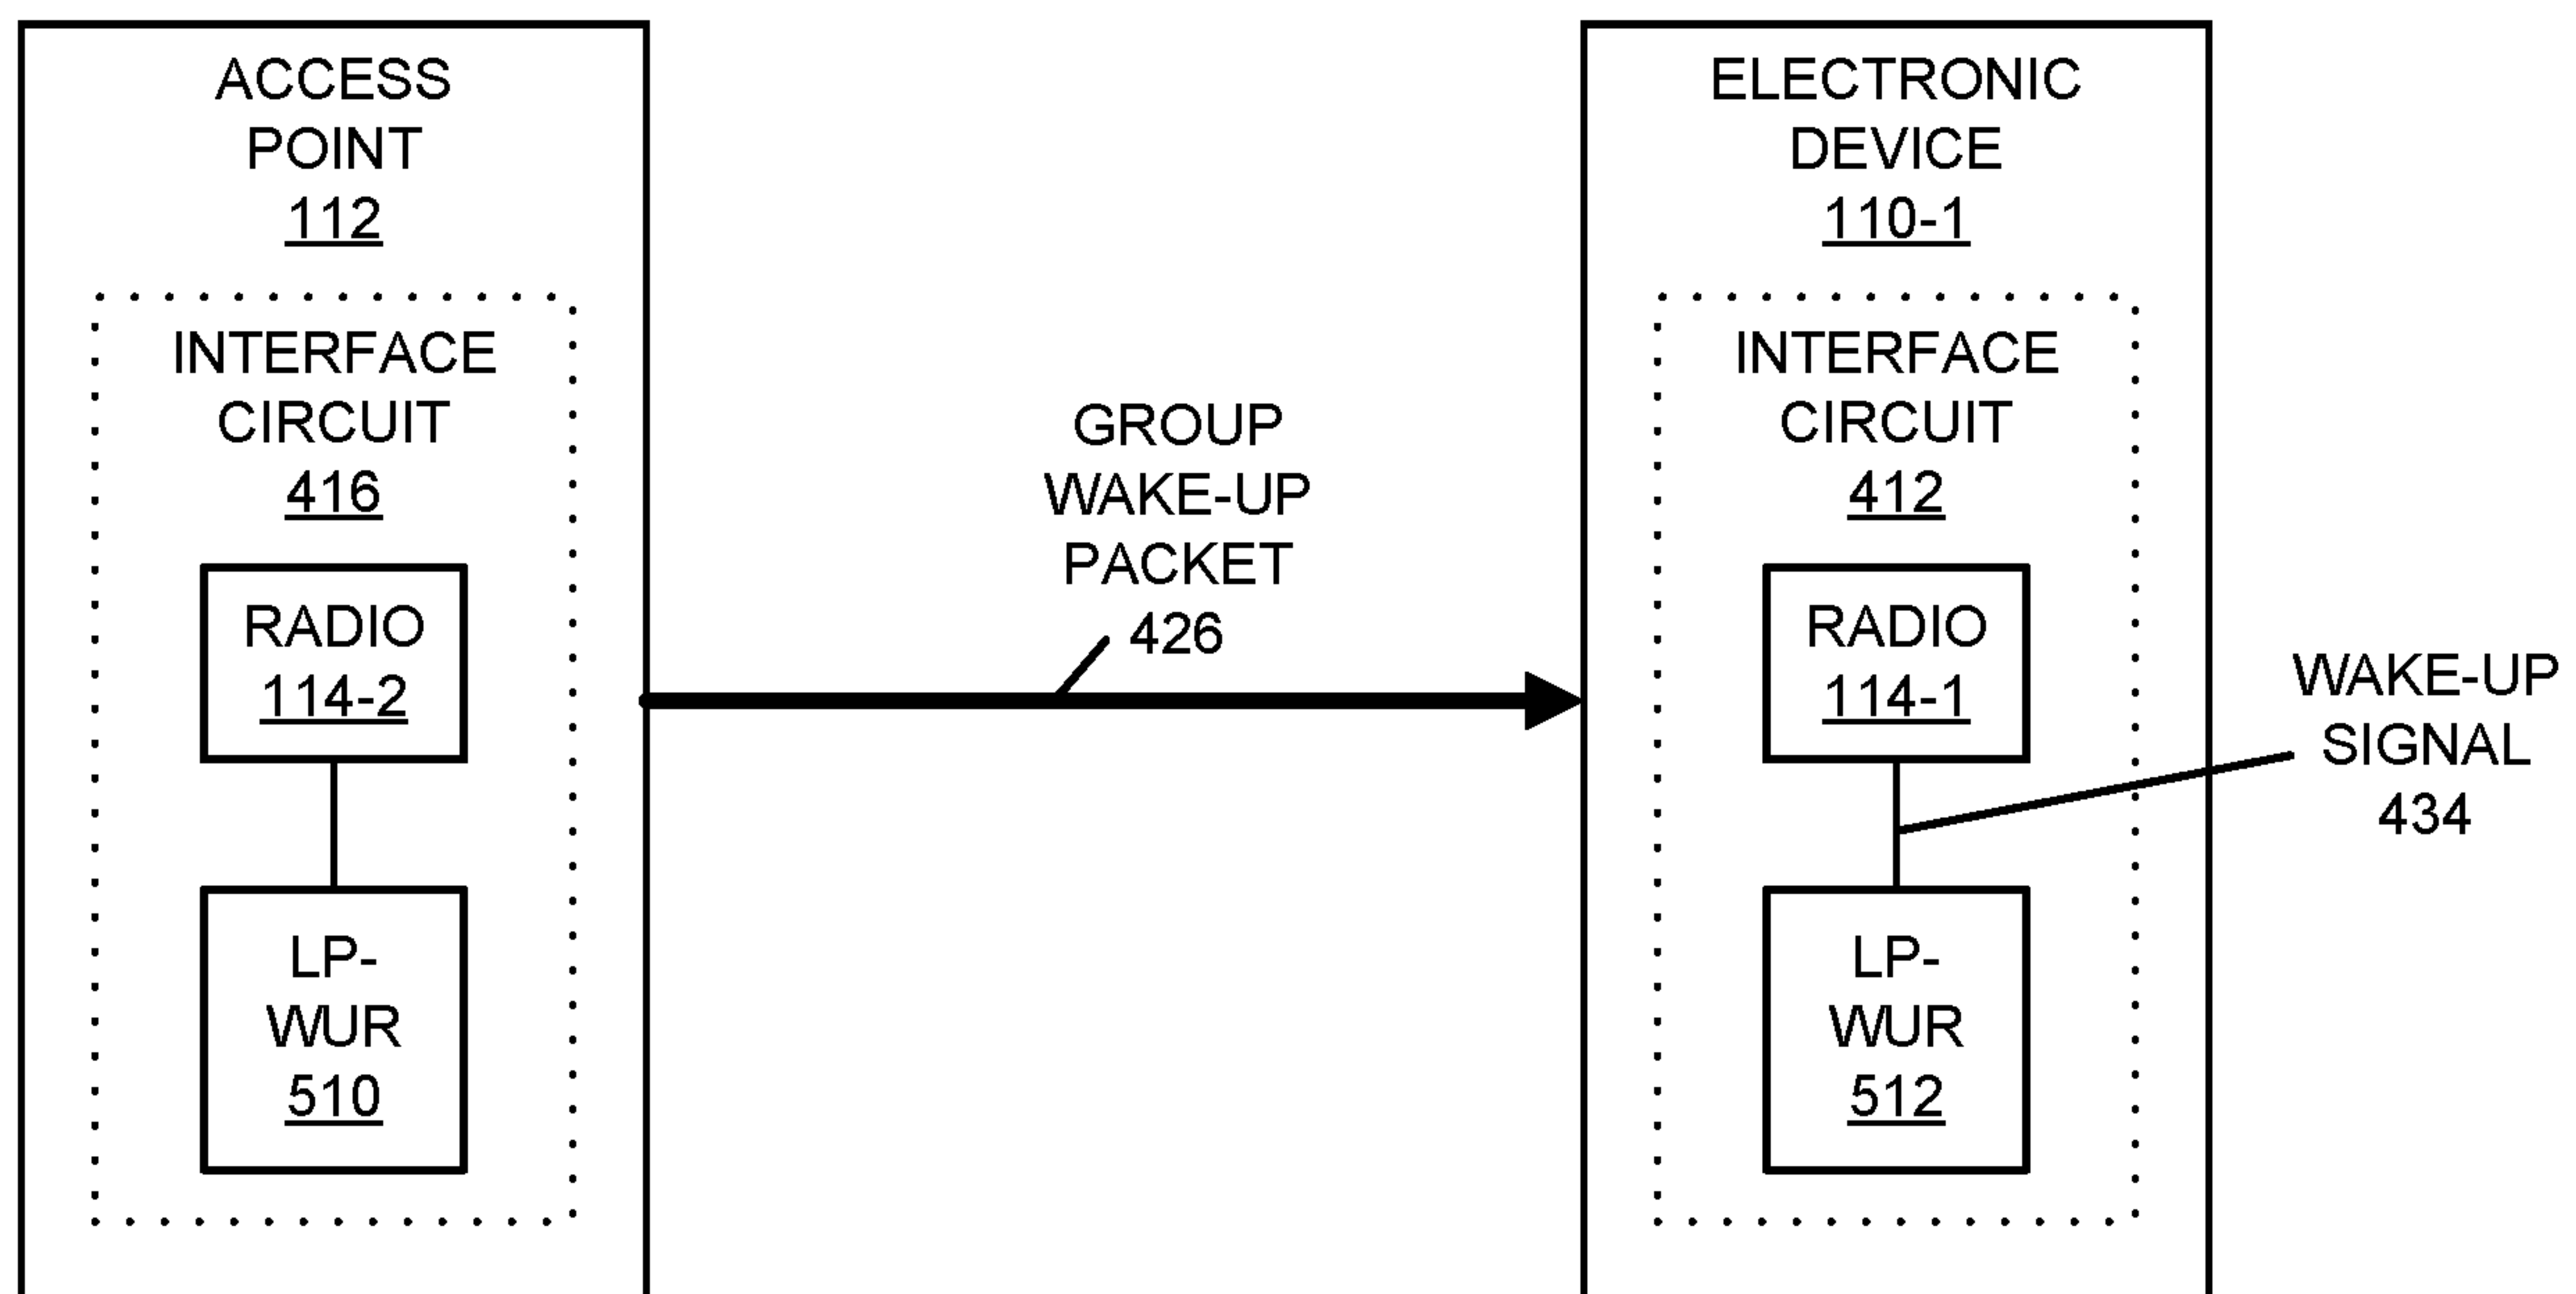 ACCESS
POINT
112
INTERFACE
CIRCUIT
416
RADIO
114-2
LP-
WUR
510
GROUP
WAKE-UP
PACKET
426
ELECTRONIC
DEVICE
110-1
INTERFACE
CIRCUIT
412
RADIO
114-1
LP-
WUR
512
WAKE-UP
SIGNAL
434